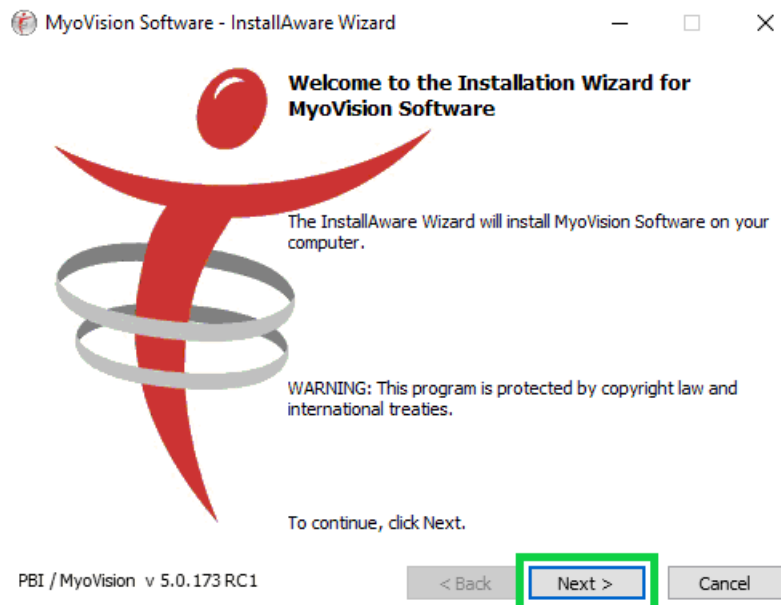 MyoVision Software - InstallAware Wizard
Welcome to the Installation Wizard for
MyoVision Software
The InstallAware Wizard will install MyoVision Software on your
computer.
WARNING: This program is protected by copyright law and
international treaties.
To continue, click Next.
PBI / MyoVision v 5.0.173 RC1
< Back
Next >
Cancel